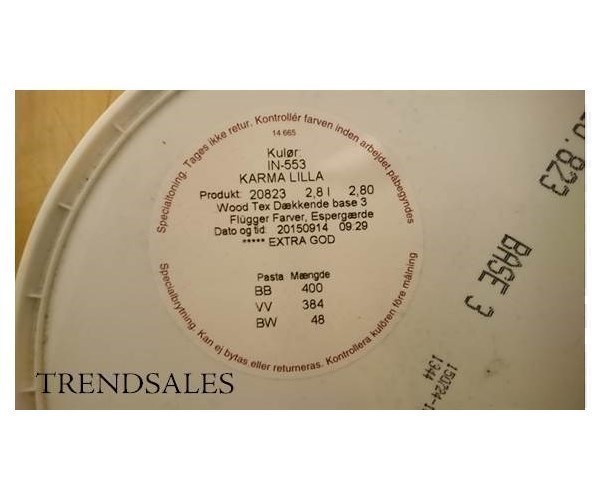 Specialtoning. Tages ikke retur. Kontrollér farven inden arbejdet påbegyndes
14 665
Kulør:
IN-553
KARMA LILLA
Produkt: 20823 2,8 l 2,80
Wood Tex Dækkende base 3
Flügger Farver, Espergærde
Dato og tid: 20150914 09:29
***** EXTRA GOD
Pasta Mængde
BB 400
VV 384
BW 48
Specialbrytning. Kan ej bytas eller returneras. Kontrollera kulören före målning
BASE 3
1344
TRENDSALES